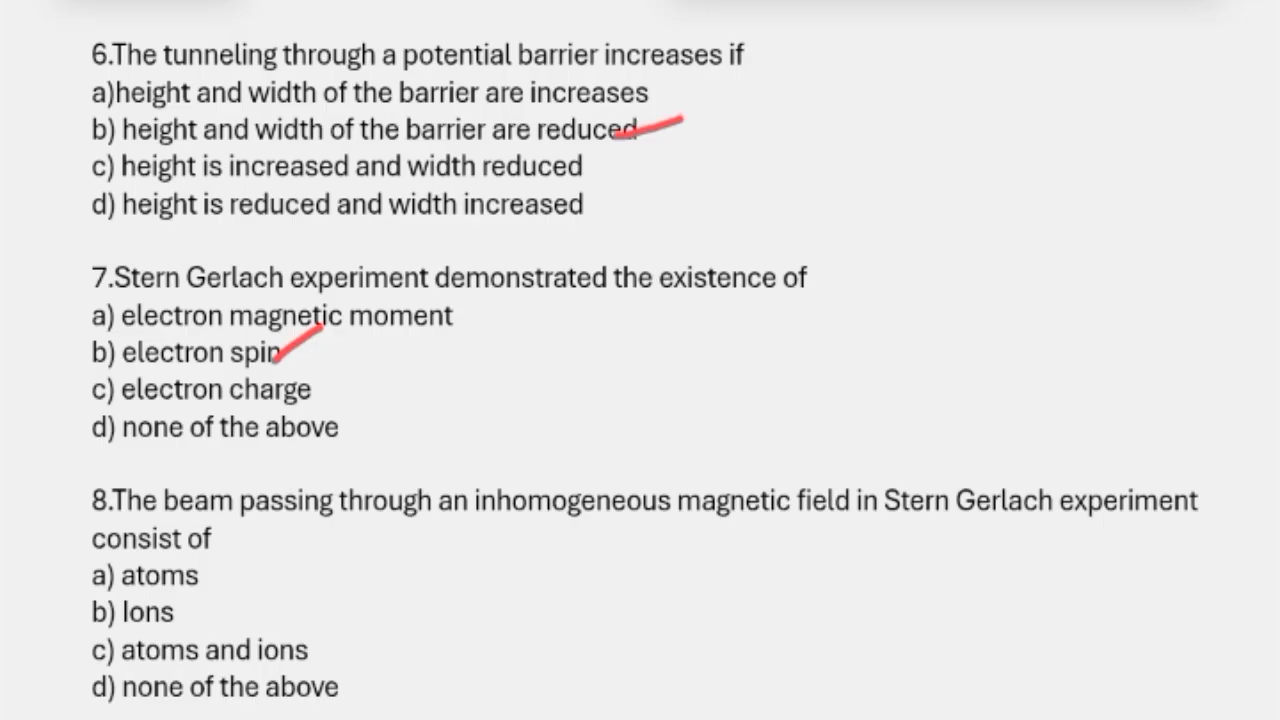 6.The tunneling through a potential barrier increases if
a)height and width of the barrier are increases
b) height and width of the barrier are reduced
c) height is increased and width reduced
d) height is reduced and width increased
7.Stern Gerlach experiment demonstrated the existence of
a) electron magnetic moment
b) electron spin
c) electron charge
d) none of the above
8.The beam passing through an inhomogeneous magnetic field in Stern Gerlach experiment
consist of
a) atoms
b) Ions
c) atoms and ions
d) none of the above